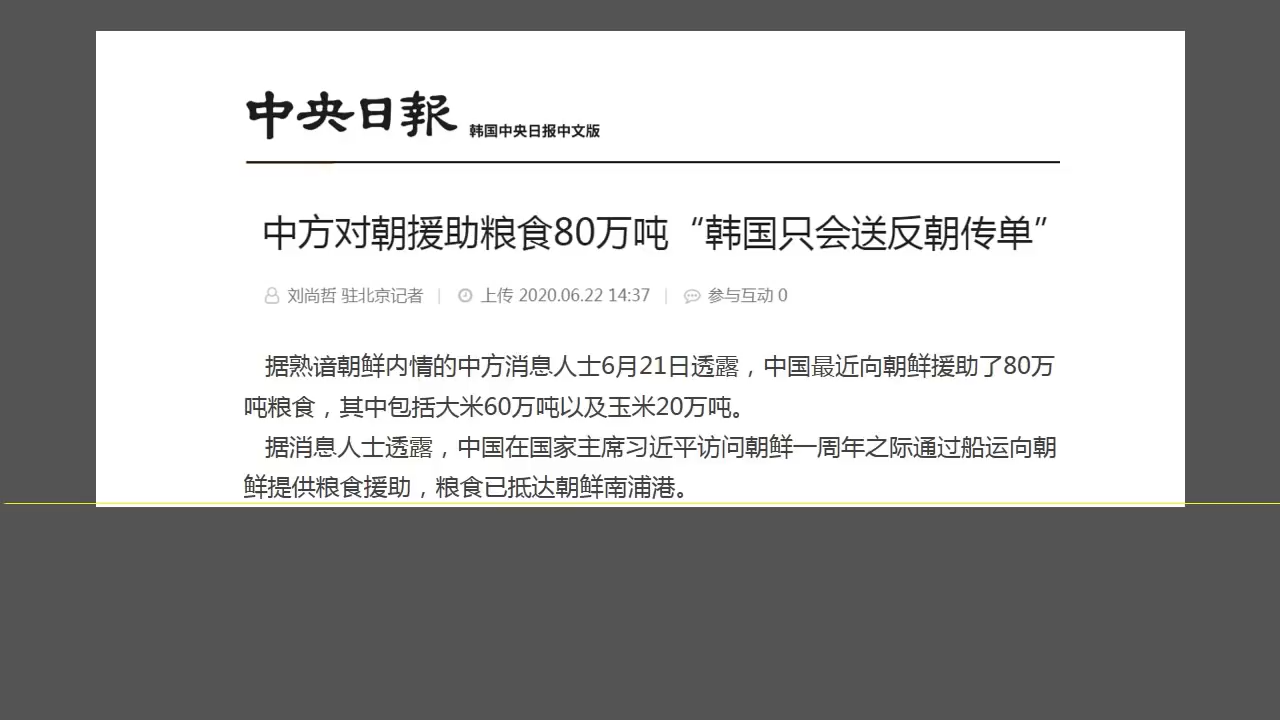 中央日報 韩国中央日报中文版
中方对朝援助粮食80万吨“韩国只会送反朝传单”
刘尚哲 驻北京记者 | 上传 2020.06.22 14:37 | 参与互动 0
据熟谙朝鲜内情的中方消息人士6月21日透露，中国最近向朝鲜援助了80万
吨粮食，其中包括大米60万吨以及玉米20万吨。
据消息人士透露，中国在国家主席习近平访问朝鲜一周年之际通过船运向朝
鲜提供粮食援助，粮食已抵达朝鲜南浦港。